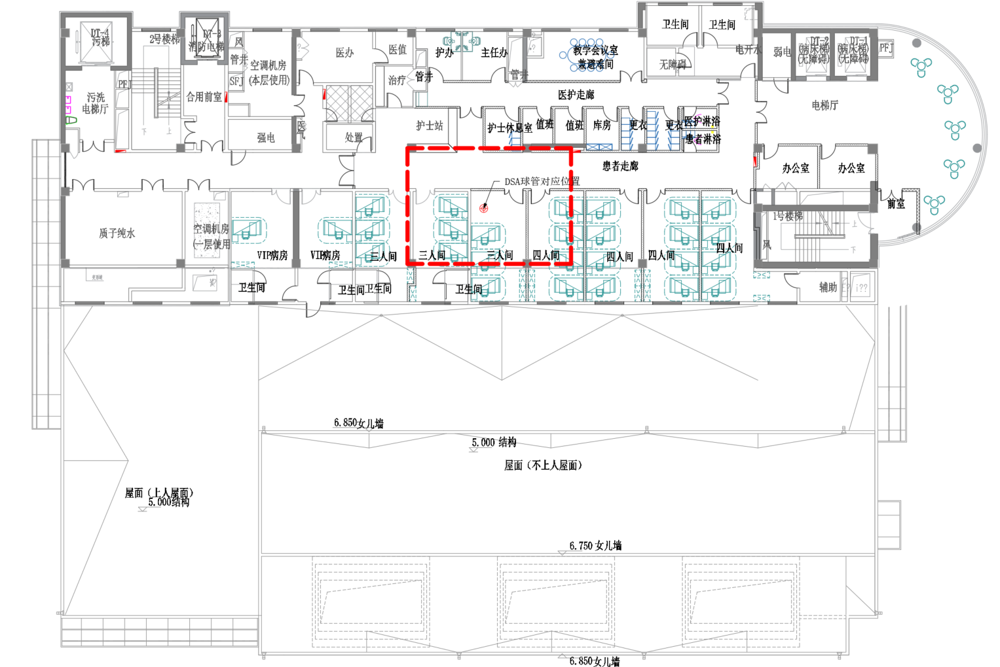 DT-4
污梯
2号楼梯
DT-3
消防电梯
风
管井
SFJ
空调机房
(本层使用)
医办
医值
护办
主任办
管井
治疗
管井
教学会议室
兼避难间
卫生间
卫生间
无障碍
电开水
弱电
DT-2
(病床梯)
(无障碍)
DT-1
(病床梯)
(无障碍)
PFJ
PFJ
污洗
电梯厅
合用前室
下
上
强电
处置
护士站
医护走廊
护士休息室
值班
值班
库房
更衣
更衣
医护淋浴
患者淋浴
电梯厅
患者走廊
DSA球管对应位置
办公室
办公室
前室
1号楼梯
上
下
风
质子纯水
空调机房
(一层使用
VIP病房
VIP病房
三人间
三人间
三人间
四人间
四人间
四人间
四人间
卫生间
卫生间
卫生间
卫生间
辅助
i??
6.850女儿墙
5.000 结构
屋面（不上人屋面）
屋面（上人屋面）
5.000结构
6.750 女儿墙
6.850女儿墙